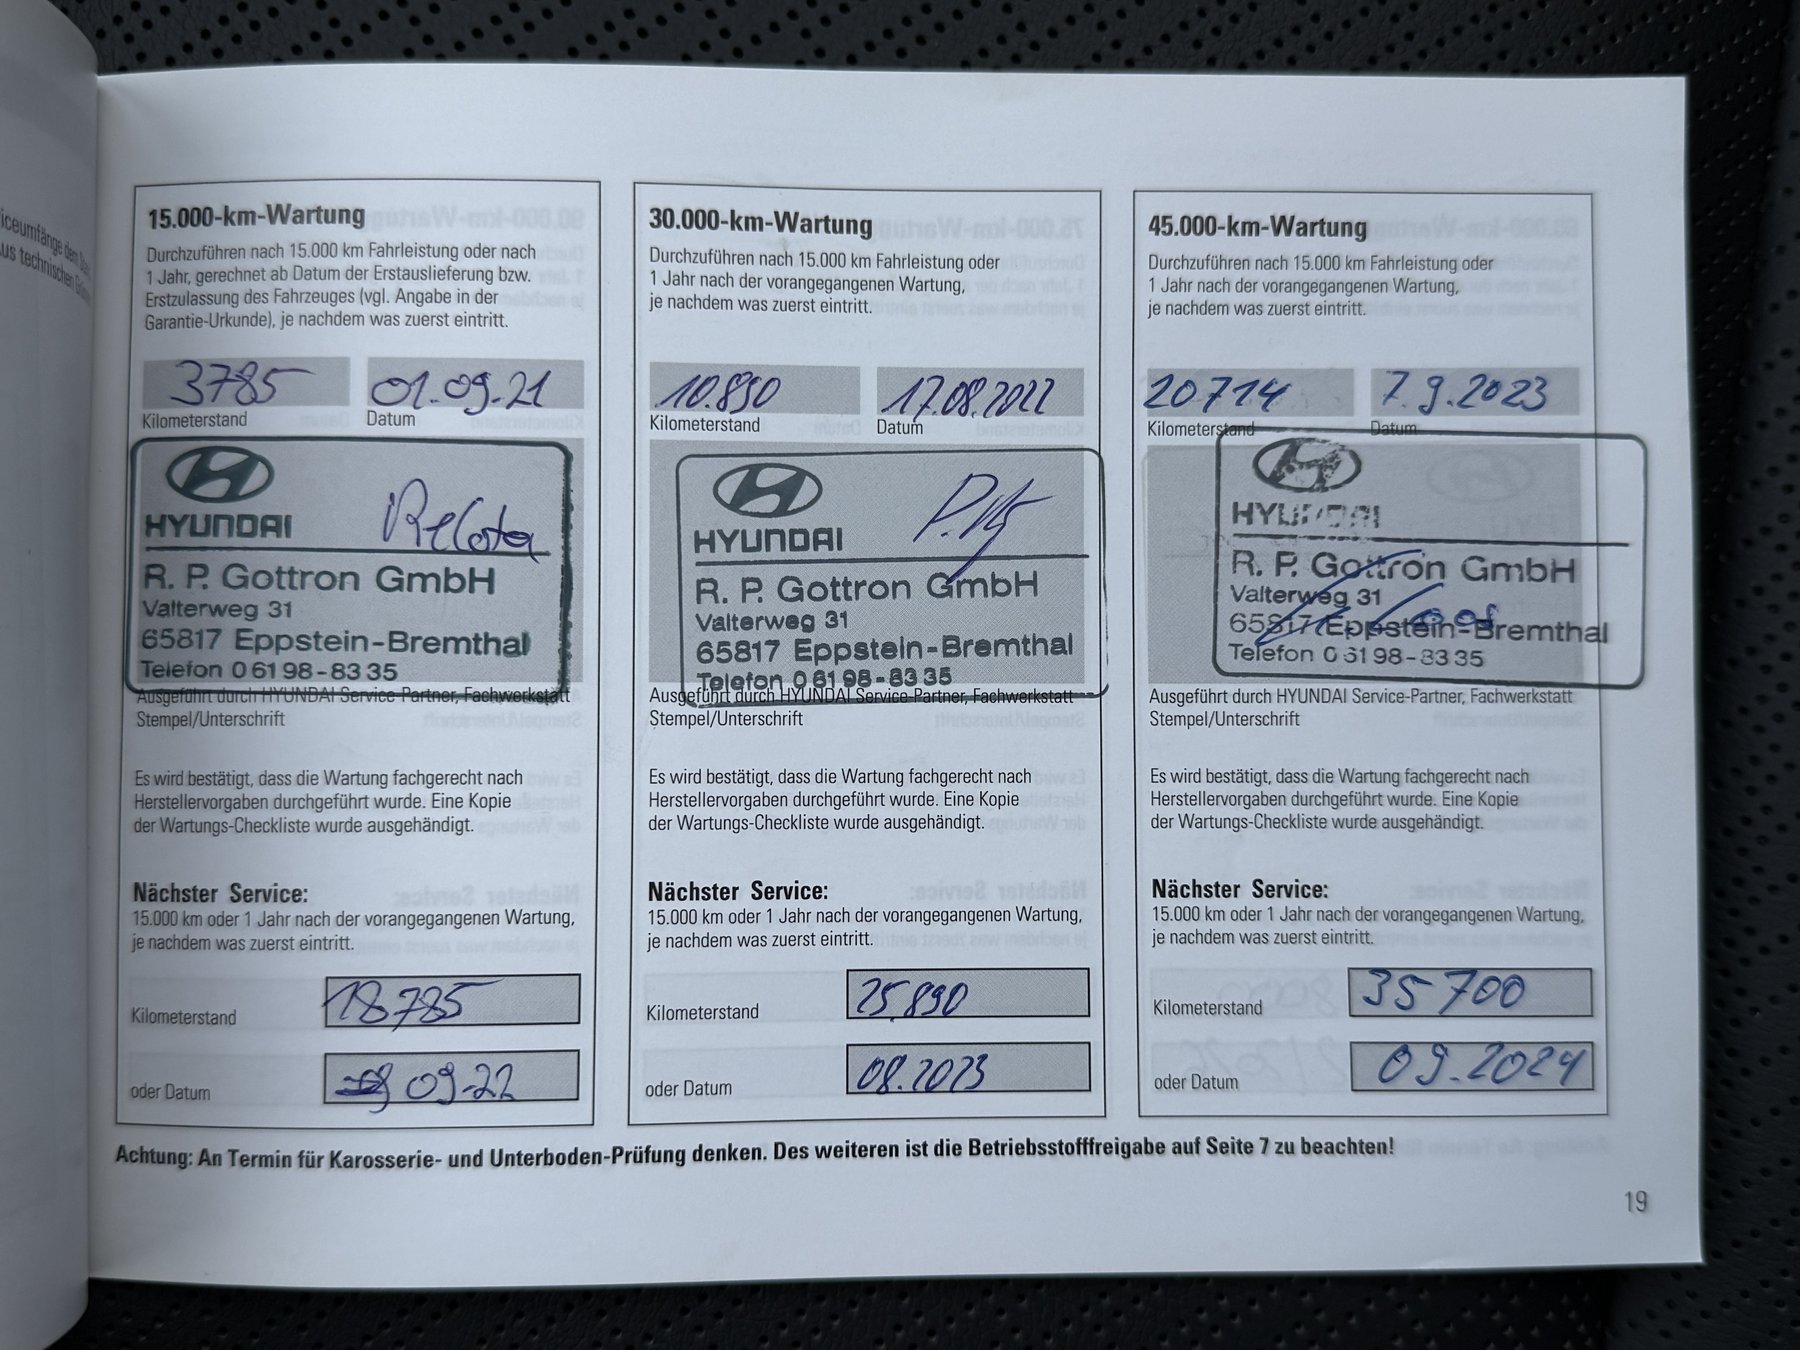 iceumfänge dem
us technischen
15.000-km-Wartung
Durchzuführen nach 15.000 km Fahrleistung oder nach
1 Jahr, gerechnet ab Datum der Erstauslieferung bzw.
Erstzulassung des Fahrzeuges (vgl. Angabe in der
Garantie-Urkunde), je nachdem was zuerst eintritt.
3785 01.09.21
Kilometerstand Datum
HYUNDAI
R. P. Gottron GmbH
Valterweg 31
65817 Eppstein-Bremthal
Telefon 0 61 98 - 83 35
Ausgeführt durch HYUNDAI Service-Partner, Fachwerkstatt
Stempel/Unterschrift
Es wird bestätigt, dass die Wartung fachgerecht nach
Herstellervorgaben durchgeführt wurde. Eine Kopie
der Wartungs-Checkliste wurde ausgehändigt.
Nächster Service:
15.000 km oder 1 Jahr nach der vorangegangenen Wartung,
je nachdem was zuerst eintritt.
Kilometerstand 18785
oder Datum 09.22
30.000-km-Wartung
Durchzuführen nach 15.000 km Fahrleistung oder
1 Jahr nach der vorangegangenen Wartung,
je nachdem was zuerst eintritt.
10.890 17.08.2022
Kilometerstand Datum
HYUNDAI
R. P. Gottron GmbH
Valterweg 31
65817 Eppstein-Bremthal
Telefon 0 61 98 - 83 35
Ausgeführt durch HYUNDAI Service-Partner, Fachwerkstatt
Stempel/Unterschrift
Es wird bestätigt, dass die Wartung fachgerecht nach
Herstellervorgaben durchgeführt wurde. Eine Kopie
der Wartungs-Checkliste wurde ausgehändigt.
Nächster Service:
15.000 km oder 1 Jahr nach der vorangegangenen Wartung,
je nachdem was zuerst eintritt.
Kilometerstand 25.890
oder Datum 08.2023
45.000-km-Wartung
Durchzuführen nach 15.000 km Fahrleistung oder
1 Jahr nach der vorangegangenen Wartung,
je nachdem was zuerst eintritt.
20714 7.9.2023
Kilometerstand Datum
HYUNDAI
R. P. Gottron GmbH
Valterweg 31
65817 Eppstein-Bremthal
Telefon 0 61 98 - 83 35
Ausgeführt durch HYUNDAI Service-Partner, Fachwerkstatt
Stempel/Unterschrift
Es wird bestätigt, dass die Wartung fachgerecht nach
Herstellervorgaben durchgeführt wurde. Eine Kopie
der Wartungs-Checkliste wurde ausgehändigt.
Nächster Service:
15.000 km oder 1 Jahr nach der vorangegangenen Wartung,
je nachdem was zuerst eintritt.
Kilometerstand 35700
oder Datum 09.2024
Achtung: An Termin für Karosserie- und Unterboden-Prüfung denken. Des weiteren ist die Betriebsstofffreigabe auf Seite 7 zu beachten!
19